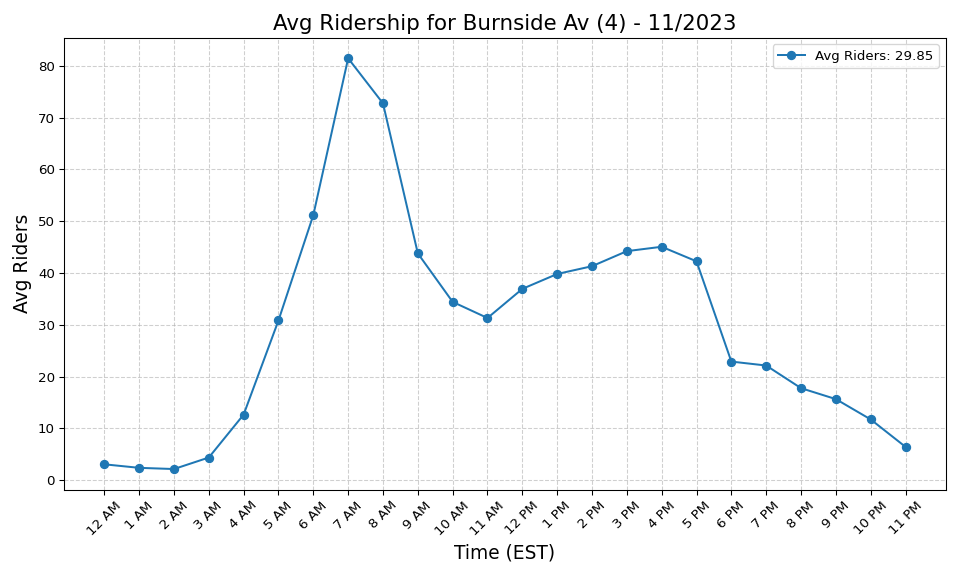 Avg Ridership for Burnside Av (4) - 11/2023
Avg Riders: 29.85
Avg Riders
80
70
60
50
40
30
20
10
0
12 AM
1 AM
2 AM
3 AM
4 AM
5 AM
6 AM
7 AM
8 AM
9 AM
10 AM
11 AM
12 PM
1 PM
2 PM
3 PM
4 PM
5 PM
6 PM
7 PM
8 PM
9 PM
10 PM
11 PM
Time (EST)